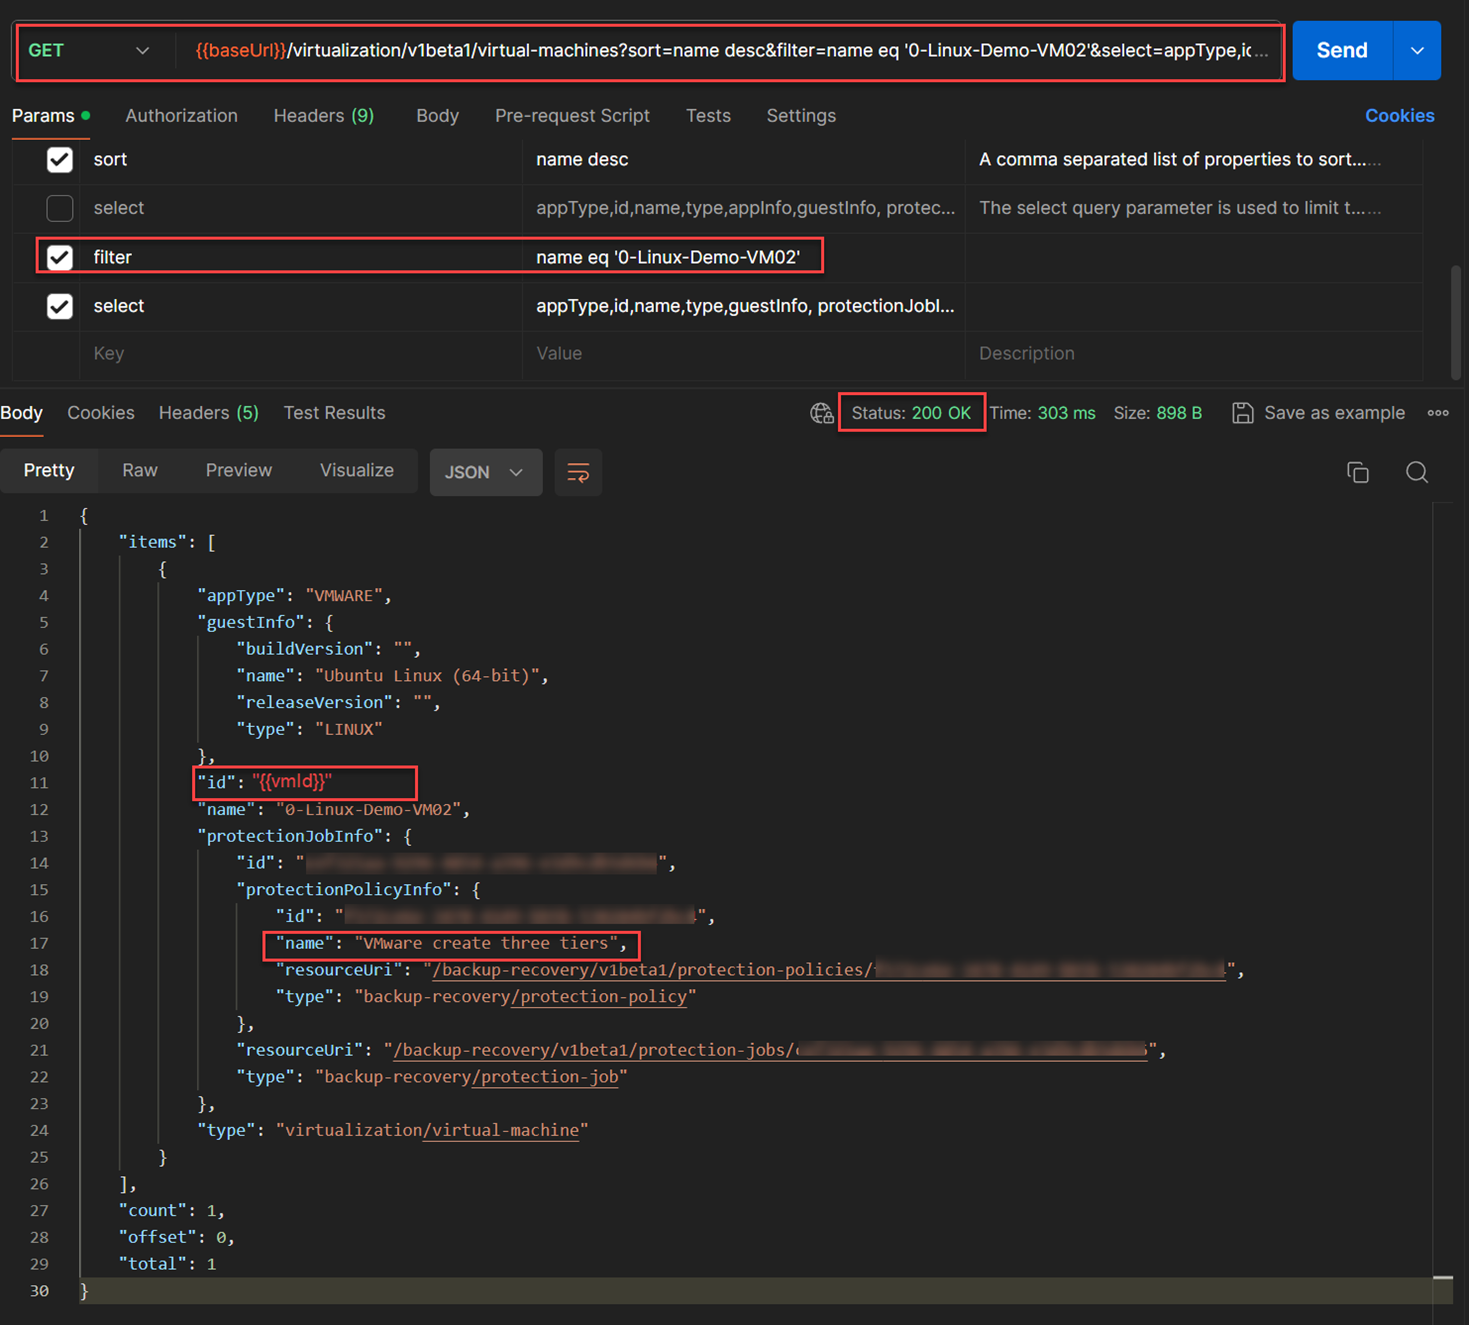 GET {{baseUrl}}/virtualization/v1beta1/virtual-machines?sort=name desc&filter=name eq '0-Linux-Demo-VM02'&select=appType,ic... Send
Params Authorization Headers (9) Body Pre-request Script Tests Settings Cookies
sort name desc A comma separated list of properties to sort......
select appType,id,name,type,appInfo,guestInfo, protec... The select query parameter is used to limit t......
filter name eq '0-Linux-Demo-VM02'
select appType,id,name,type,guestInfo, protectionJobI...
Key Value Description
Body Cookies Headers (5) Test Results Status: 200 OK Time: 303 ms Size: 898 B Save as example
Pretty Raw Preview Visualize JSON
1 {
2 "items": [
3 {
4 "appType": "VMWARE",
5 "guestInfo": {
6 "buildVersion": "",
7 "name": "Ubuntu Linux (64-bit)",
8 "releaseVersion": "",
9 "type": "LINUX"
10 },
11 "id": "{{vmId}}"
12 "name": "0-Linux-Demo-VM02",
13 "protectionJobInfo": {
14 "id": "",
15 "protectionPolicyInfo": {
16 "id": "",
17 "name": "VMware create three tiers",
18 "resourceUri": "/backup-recovery/v1beta1/protection-policies/",
19 "type": "backup-recovery/protection-policy"
20 },
21 "resourceUri": "/backup-recovery/v1beta1/protection-jobs/",
22 "type": "backup-recovery/protection-job"
23 },
24 "type": "virtualization/virtual-machine"
25 }
26 ],
27 "count": 1,
28 "offset": 0,
29 "total": 1
30 }